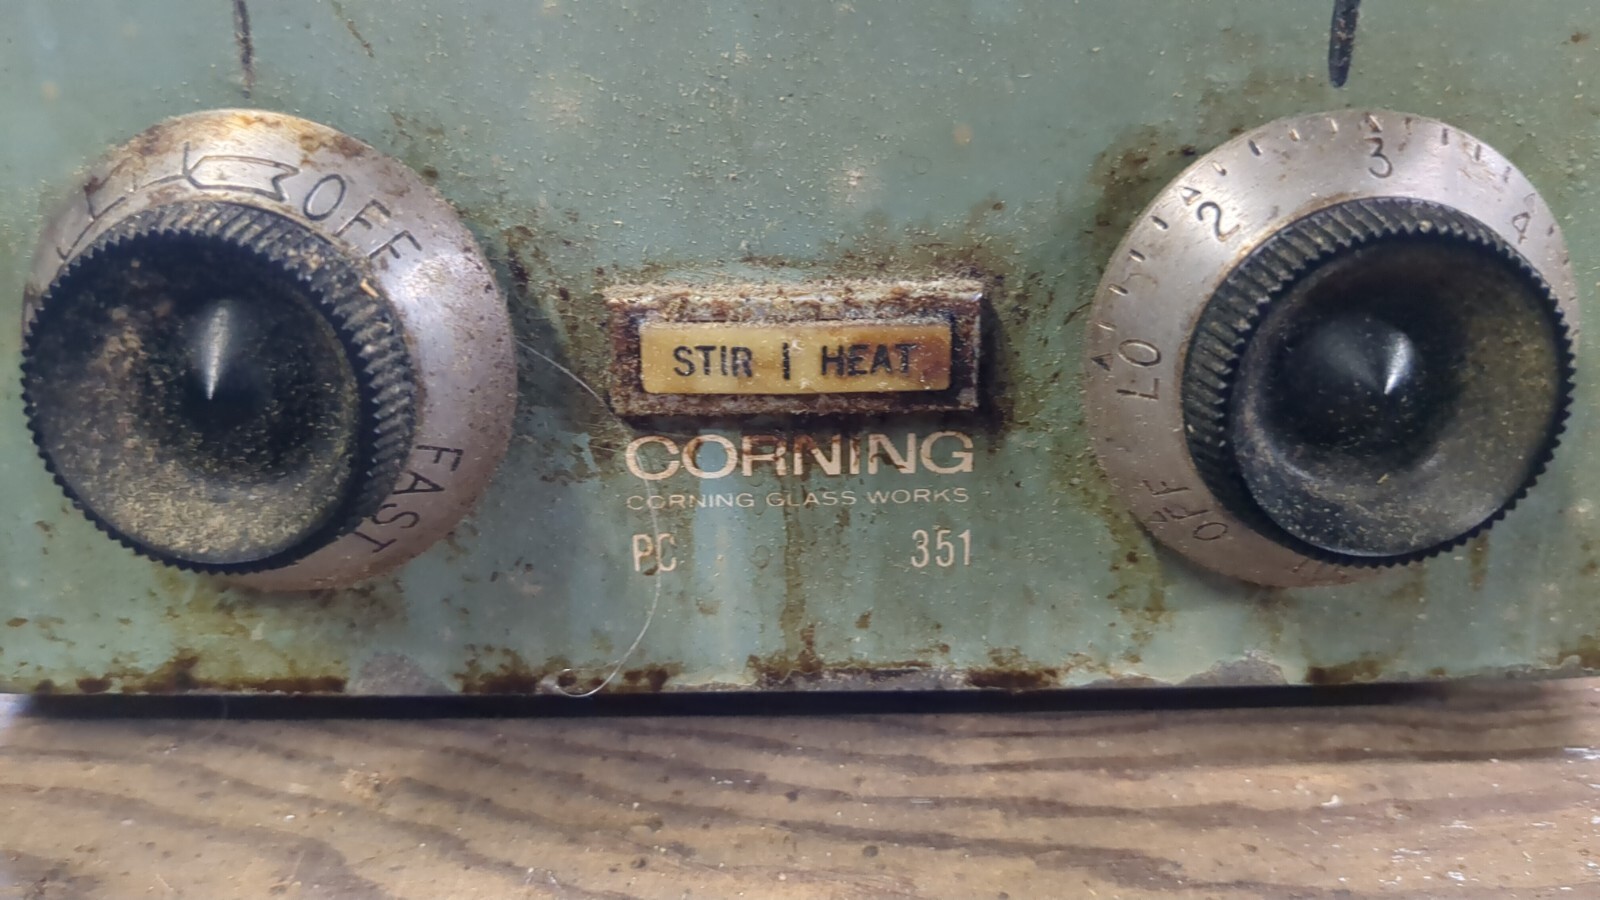 OFF
FAST
STIR | HEAT
CORNING
CORNING GLASS WORKS
PC 351
OFF
LO
2
3
4